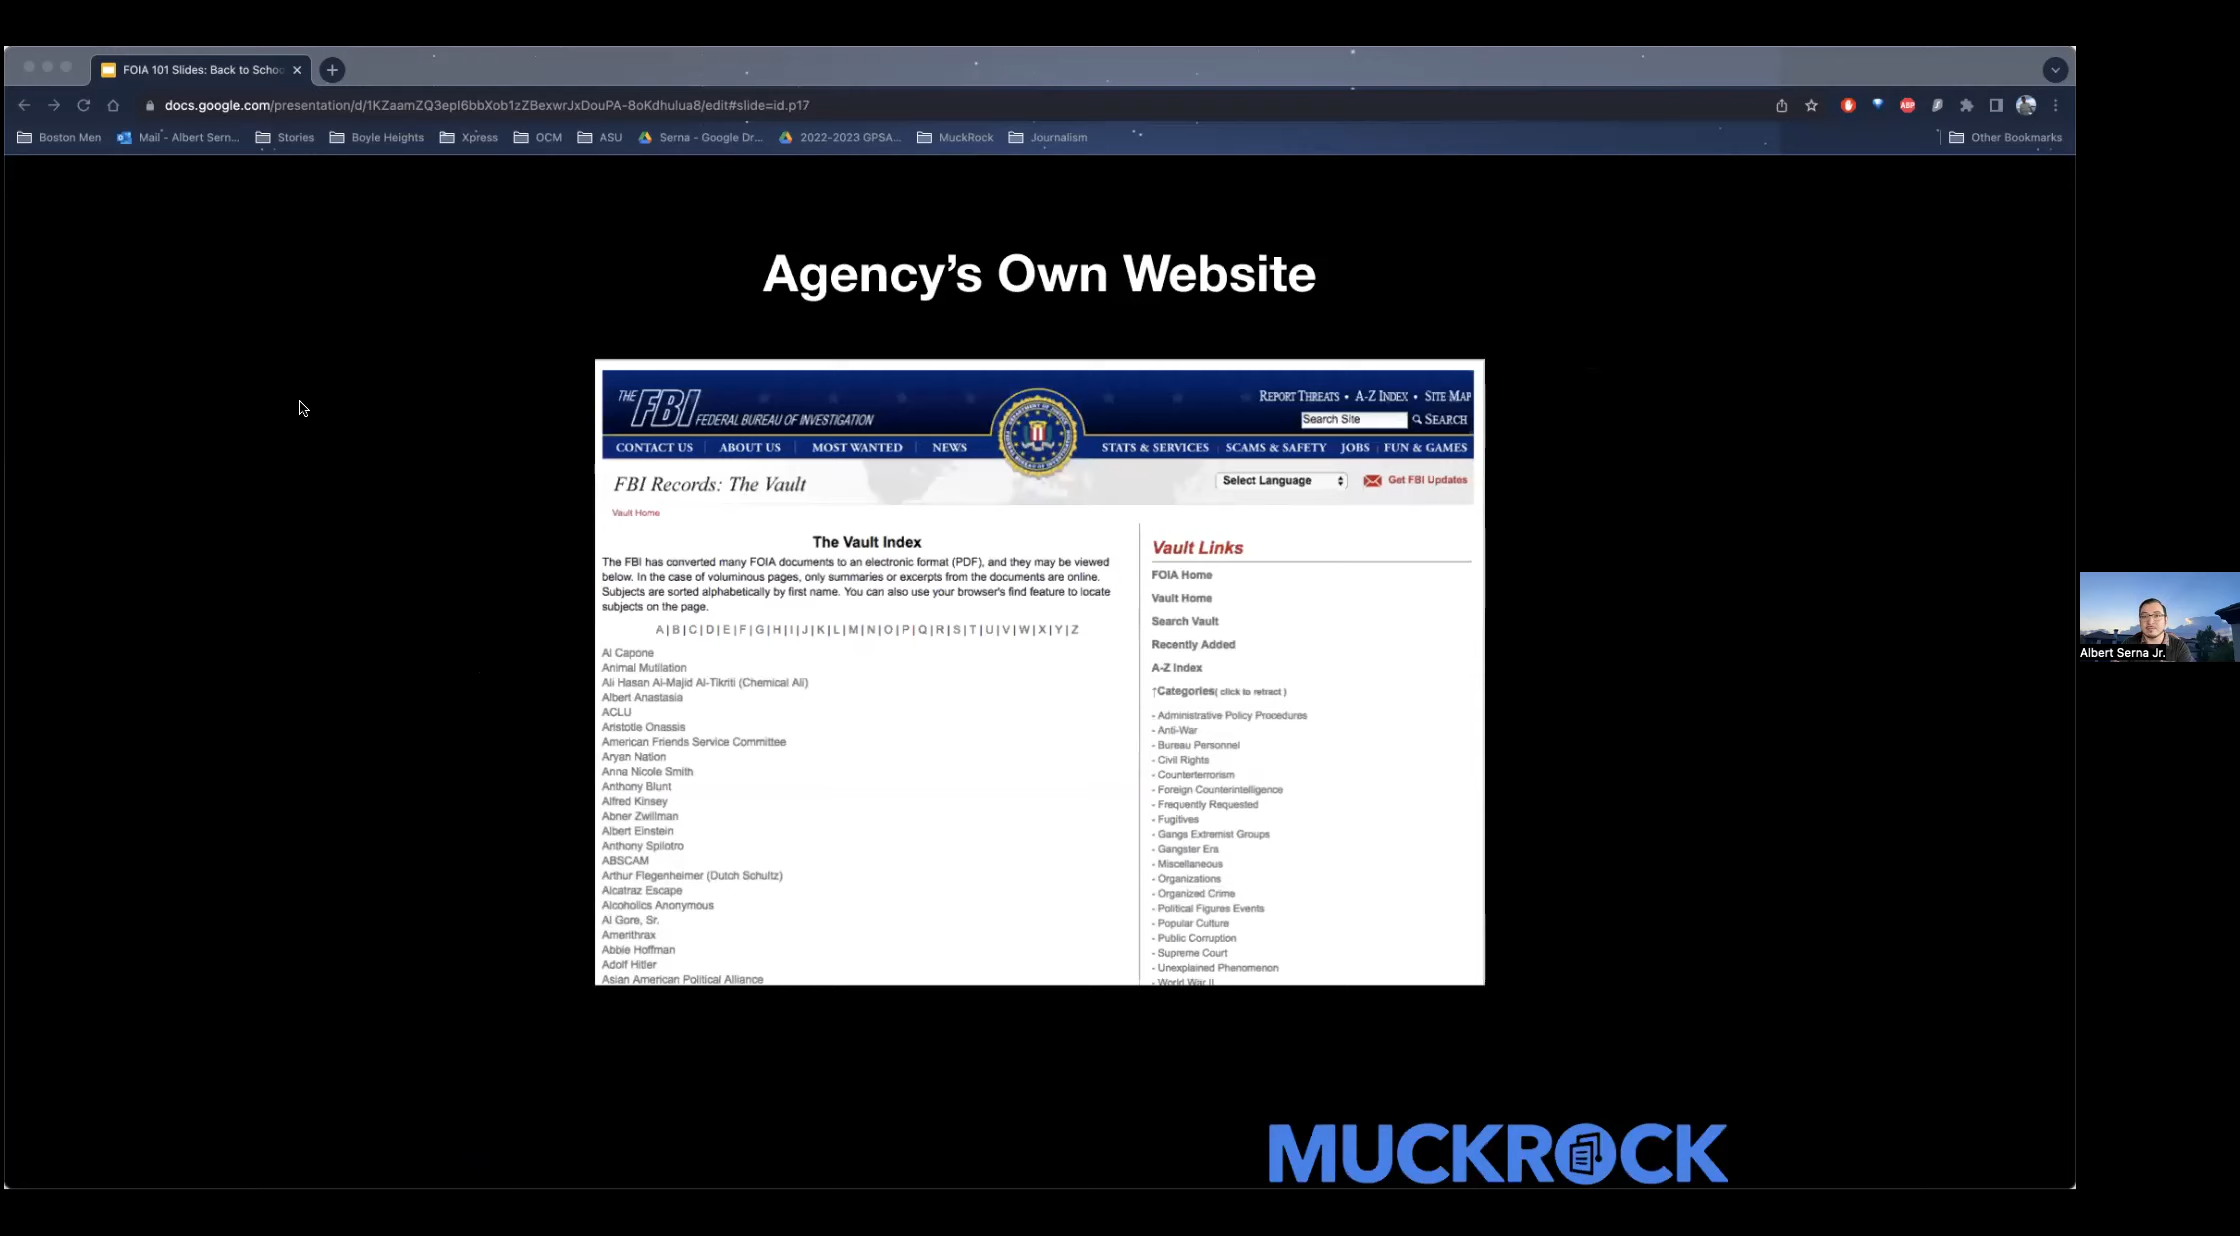 FOIA 101 Slides: Back to Schoo
docs.google.com/presentation/d/1KZaamZQ3epI6bbXob1zZBexwrJxDouPA-8oKdhulua8/edit#slide=id.p17
Boston Men Mail - Albert Sern... Stories Boyle Heights Xpress OCM ASU Serna - Google Dr... 2022-2023 GPSA... MuckRock Journalism Other Bookmarks
Agency's Own Website
THE FBI FEDERAL BUREAU OF INVESTIGATION
REPORT THREATS • A-Z INDEX • SITE MAP
Search Site SEARCH
CONTACT US ABOUT US MOST WANTED NEWS STATS & SERVICES SCAMS & SAFETY JOBS FUN & GAMES
FBI Records: The Vault
Select Language Get FBI Updates
Vault Home
The Vault Index
The FBI has converted many FOIA documents to an electronic format (PDF), and they may be viewed
below. In the case of voluminous pages, only summaries or excerpts from the documents are online.
Subjects are sorted alphabetically by first name. You can also use your browser's find feature to locate
subjects on the page.
A|B|C|D|E|F|G|H|I|J|K|L|M|N|O|P|Q|R|S|T|U|V|W|X|Y|Z
Al Capone
Animal Mutilation
Ali Hasan Al-Majid Al-Tikriti (Chemical Ali)
Albert Anastasia
ACLU
Aristotle Onassis
American Friends Service Committee
Aryan Nation
Anna Nicole Smith
Anthony Blunt
Alfred Kinsey
Abner Zwillman
Albert Einstein
Anthony Spilotro
ABSCAM
Arthur Flegenheimer (Dutch Schultz)
Alcatraz Escape
Alcoholics Anonymous
Al Gore, Sr.
Amerithrax
Abbie Hoffman
Adolf Hitler
Asian American Political Alliance
Vault Links
FOIA Home
Vault Home
Search Vault
Recently Added
A-Z Index
↑Categories( click to retract )
- Administrative Policy Procedures
- Anti-War
- Bureau Personnel
- Civil Rights
- Counterterrorism
- Foreign Counterintelligence
- Frequently Requested
- Fugitives
- Gangs Extremist Groups
- Gangster Era
- Miscellaneous
- Organizations
- Organized Crime
- Political Figures Events
- Popular Culture
- Public Corruption
- Supreme Court
- Unexplained Phenomenon
- World War II
Albert Serna Jr.
MUCKROCK